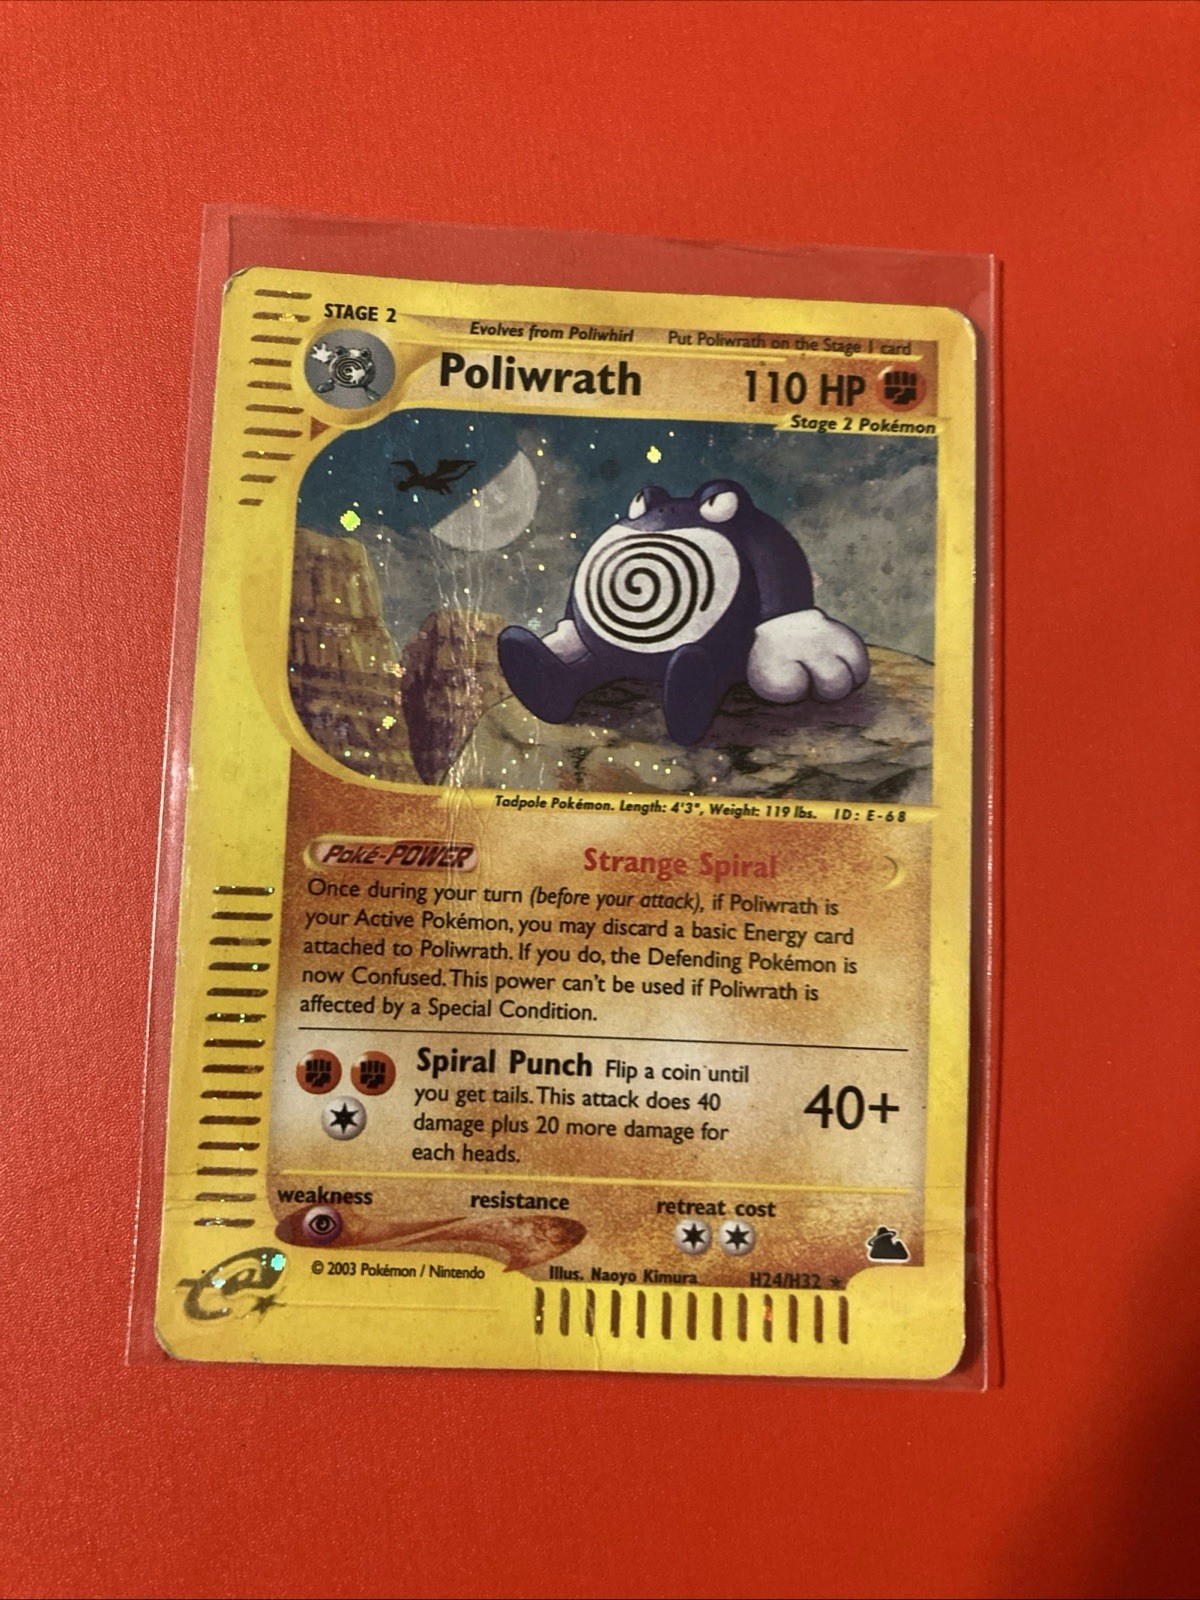 STAGE 2
Evolves from Poliwhirl Put Poliwrath on the Stage 1 card
Poliwrath 110 HP
Stage 2 Pokémon
Tadpole Pokémon. Length: 4'3", Weight: 119 lbs. ID: E-68
Poké-POWER Strange Spiral
Once during your turn (before your attack), if Poliwrath is
your Active Pokémon, you may discard a basic Energy card
attached to Poliwrath. If you do, the Defending Pokémon is
now Confused. This power can't be used if Poliwrath is
affected by a Special Condition.
Spiral Punch Flip a coin until
you get tails. This attack does 40
damage plus 20 more damage for
each heads.
40+
weakness resistance retreat cost
© 2003 Pokémon / Nintendo Illus. Naoyo Kimura H24/H32 ★
e